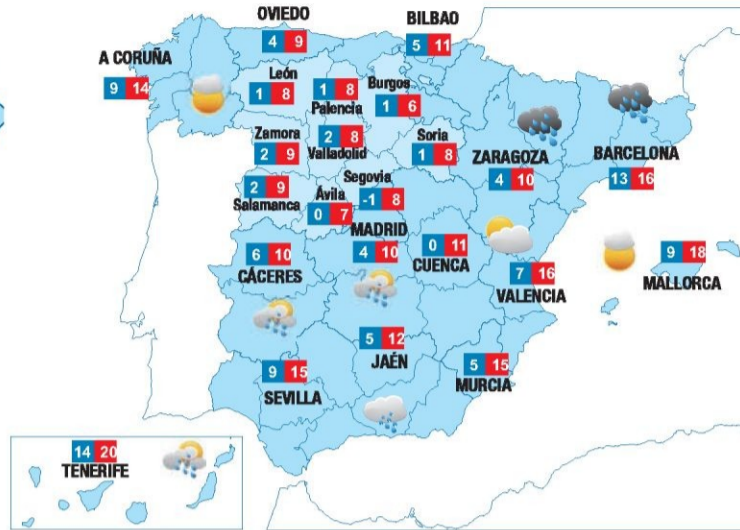 OVIEDO
4 9
BILBAO
5 11
A CORUÑA
9 14
León
1 8
1 8
Palencia
Burgos
1 6
Zamora
2 9
2 8
Valladolid
Soria
1 8
ZARAGOZA
4 10
BARCELONA
13 16
2 9
Salamanca
Ávila
0 7
Segovia
-1 8
MADRID
4 10
0 11
CUENCA
6 10
CÁCERES
7 16
VALENCIA
9 18
MALLORCA
5 12
JAÉN
9 15
SEVILLA
5 15
MURCIA
14 20
TENERIFE